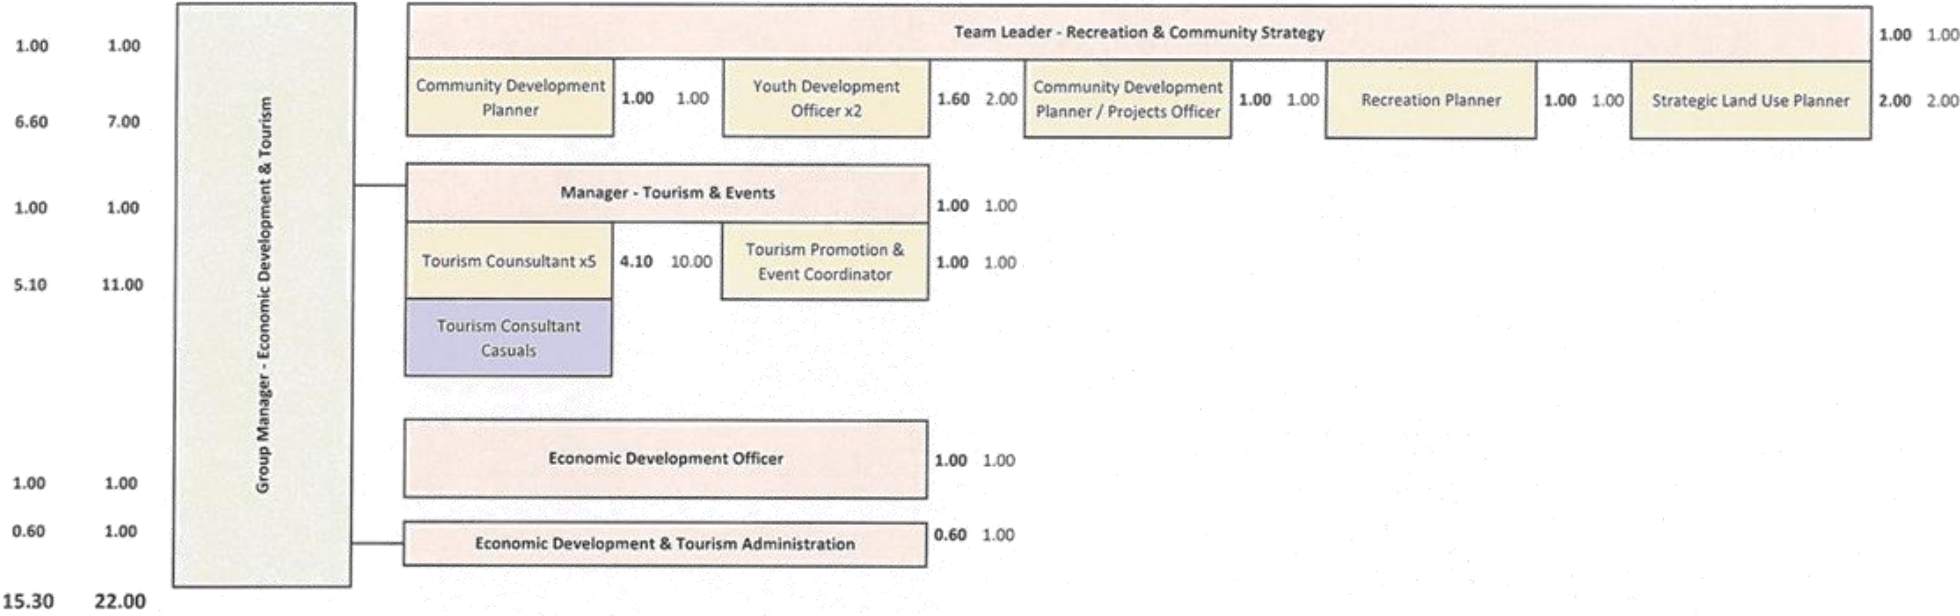 1.00 1.00
6.60 7.00
1.00 1.00
5.10 11.00
1.00 1.00
0.60 1.00
15.30 22.00
Group Manager - Economic Development & Tourism
Team Leader - Recreation & Community Strategy
1.00 1.00
Community Development
Planner
1.00 1.00
Youth Development
Officer x2
1.60 2.00
Community Development
Planner / Projects Officer
1.00 1.00
Recreation Planner
1.00 1.00
Strategic Land Use Planner
2.00 2.00
Manager - Tourism & Events
1.00 1.00
Tourism Counsultant x5
4.10 10.00
Tourism Promotion &
Event Coordinator
1.00 1.00
Tourism Consultant
Casuals
Economic Development Officer
1.00 1.00
Economic Development & Tourism Administration
0.60 1.00